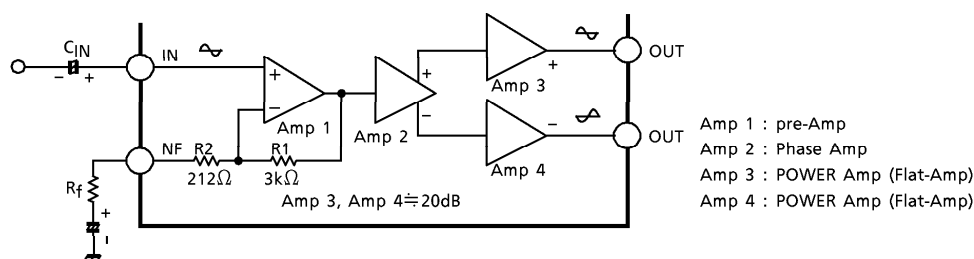 CIN
IN
OUT
Amp 1
Amp 2
Amp 3
Amp 4
OUT
NF
R2
212Ω
R1
3kΩ
Rf
Amp 3, Amp 4≒20dB
Amp 1 : pre-Amp
Amp 2 : Phase Amp
Amp 3 : POWER Amp (Flat-Amp)
Amp 4 : POWER Amp (Flat-Amp)